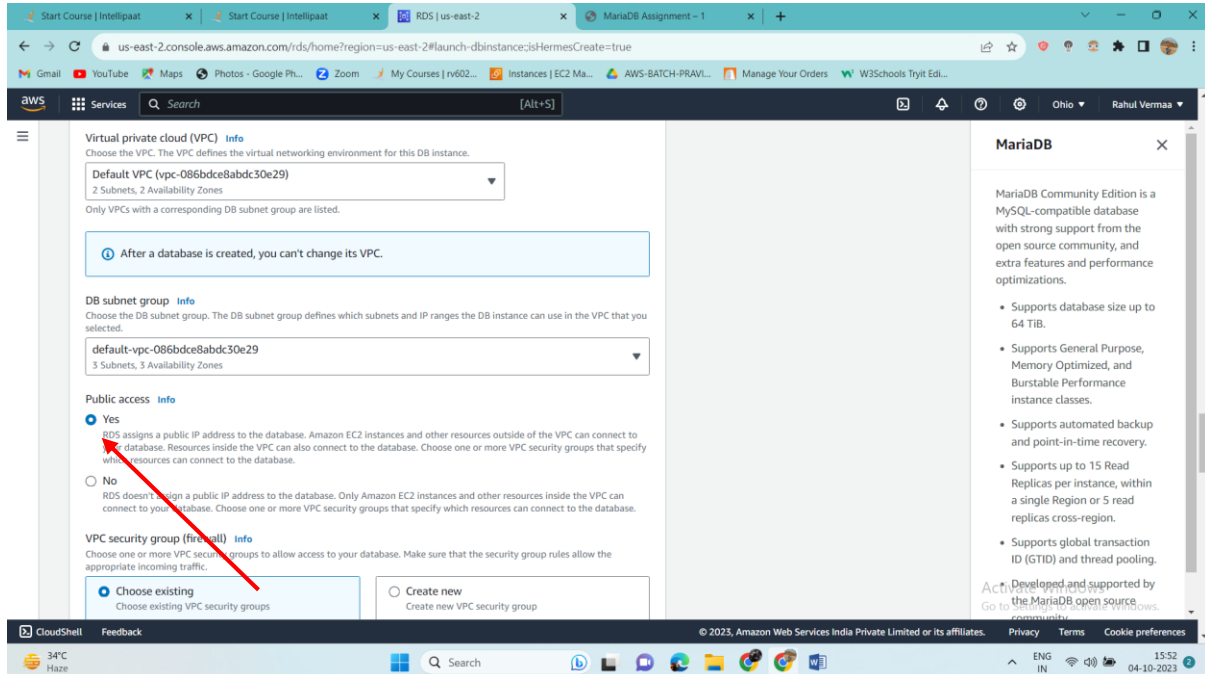 Start Course | Intellipaat
Start Course | Intellipaat
RDS | us-east-2
MariaDB Assignment – 1
us-east-2.console.aws.amazon.com/rds/home?region=us-east-2#launch-dbinstance:;isHermesCreate=true
Gmail
YouTube
Maps
Photos - Google Ph...
Zoom
My Courses | rv602...
Instances | EC2 Ma...
AWS-BATCH-PRAVI...
Manage Your Orders
W3Schools Tryit Edi...
aws
Services
Search
[Alt+S]
Ohio
Rahul Vermaa
Virtual private cloud (VPC) Info
Choose the VPC. The VPC defines the virtual networking environment for this DB instance.
Default VPC (vpc-086bdce8abdc30e29)
2 Subnets, 2 Availability Zones
Only VPCs with a corresponding DB subnet group are listed.
After a database is created, you can't change its VPC.
DB subnet group Info
Choose the DB subnet group. The DB subnet group defines which subnets and IP ranges the DB instance can use in the VPC that you
selected.
default-vpc-086bdce8abdc30e29
3 Subnets, 3 Availability Zones
Public access Info
Yes
RDS assigns a public IP address to the database. Amazon EC2 instances and other resources outside of the VPC can connect to
your database. Resources inside the VPC can also connect to the database. Choose one or more VPC security groups that specify
which resources can connect to the database.
No
RDS doesn't assign a public IP address to the database. Only Amazon EC2 instances and other resources inside the VPC can
connect to your database. Choose one or more VPC security groups that specify which resources can connect to the database.
VPC security group (firewall) Info
Choose one or more VPC security groups to allow access to your database. Make sure that the security group rules allow the
appropriate incoming traffic.
Choose existing
Choose existing VPC security groups
Create new
Create new VPC security group
MariaDB
MariaDB Community Edition is a
MySQL-compatible database
with strong support from the
open source community, and
extra features and performance
optimizations.
• Supports database size up to
64 TiB.
• Supports General Purpose,
Memory Optimized, and
Burstable Performance
instance classes.
• Supports automated backup
and point-in-time recovery.
• Supports up to 15 Read
Replicas per instance, within
a single Region or 5 read
replicas cross-region.
• Supports global transaction
ID (GTID) and thread pooling.
• Developed and supported by
the MariaDB open source
community
Activate Windows
Go to Settings to activate Windows.
CloudShell
Feedback
© 2023, Amazon Web Services India Private Limited or its affiliates.
Privacy
Terms
Cookie preferences
34°C
Haze
Search
ENG
IN
15:52
04-10-2023
2